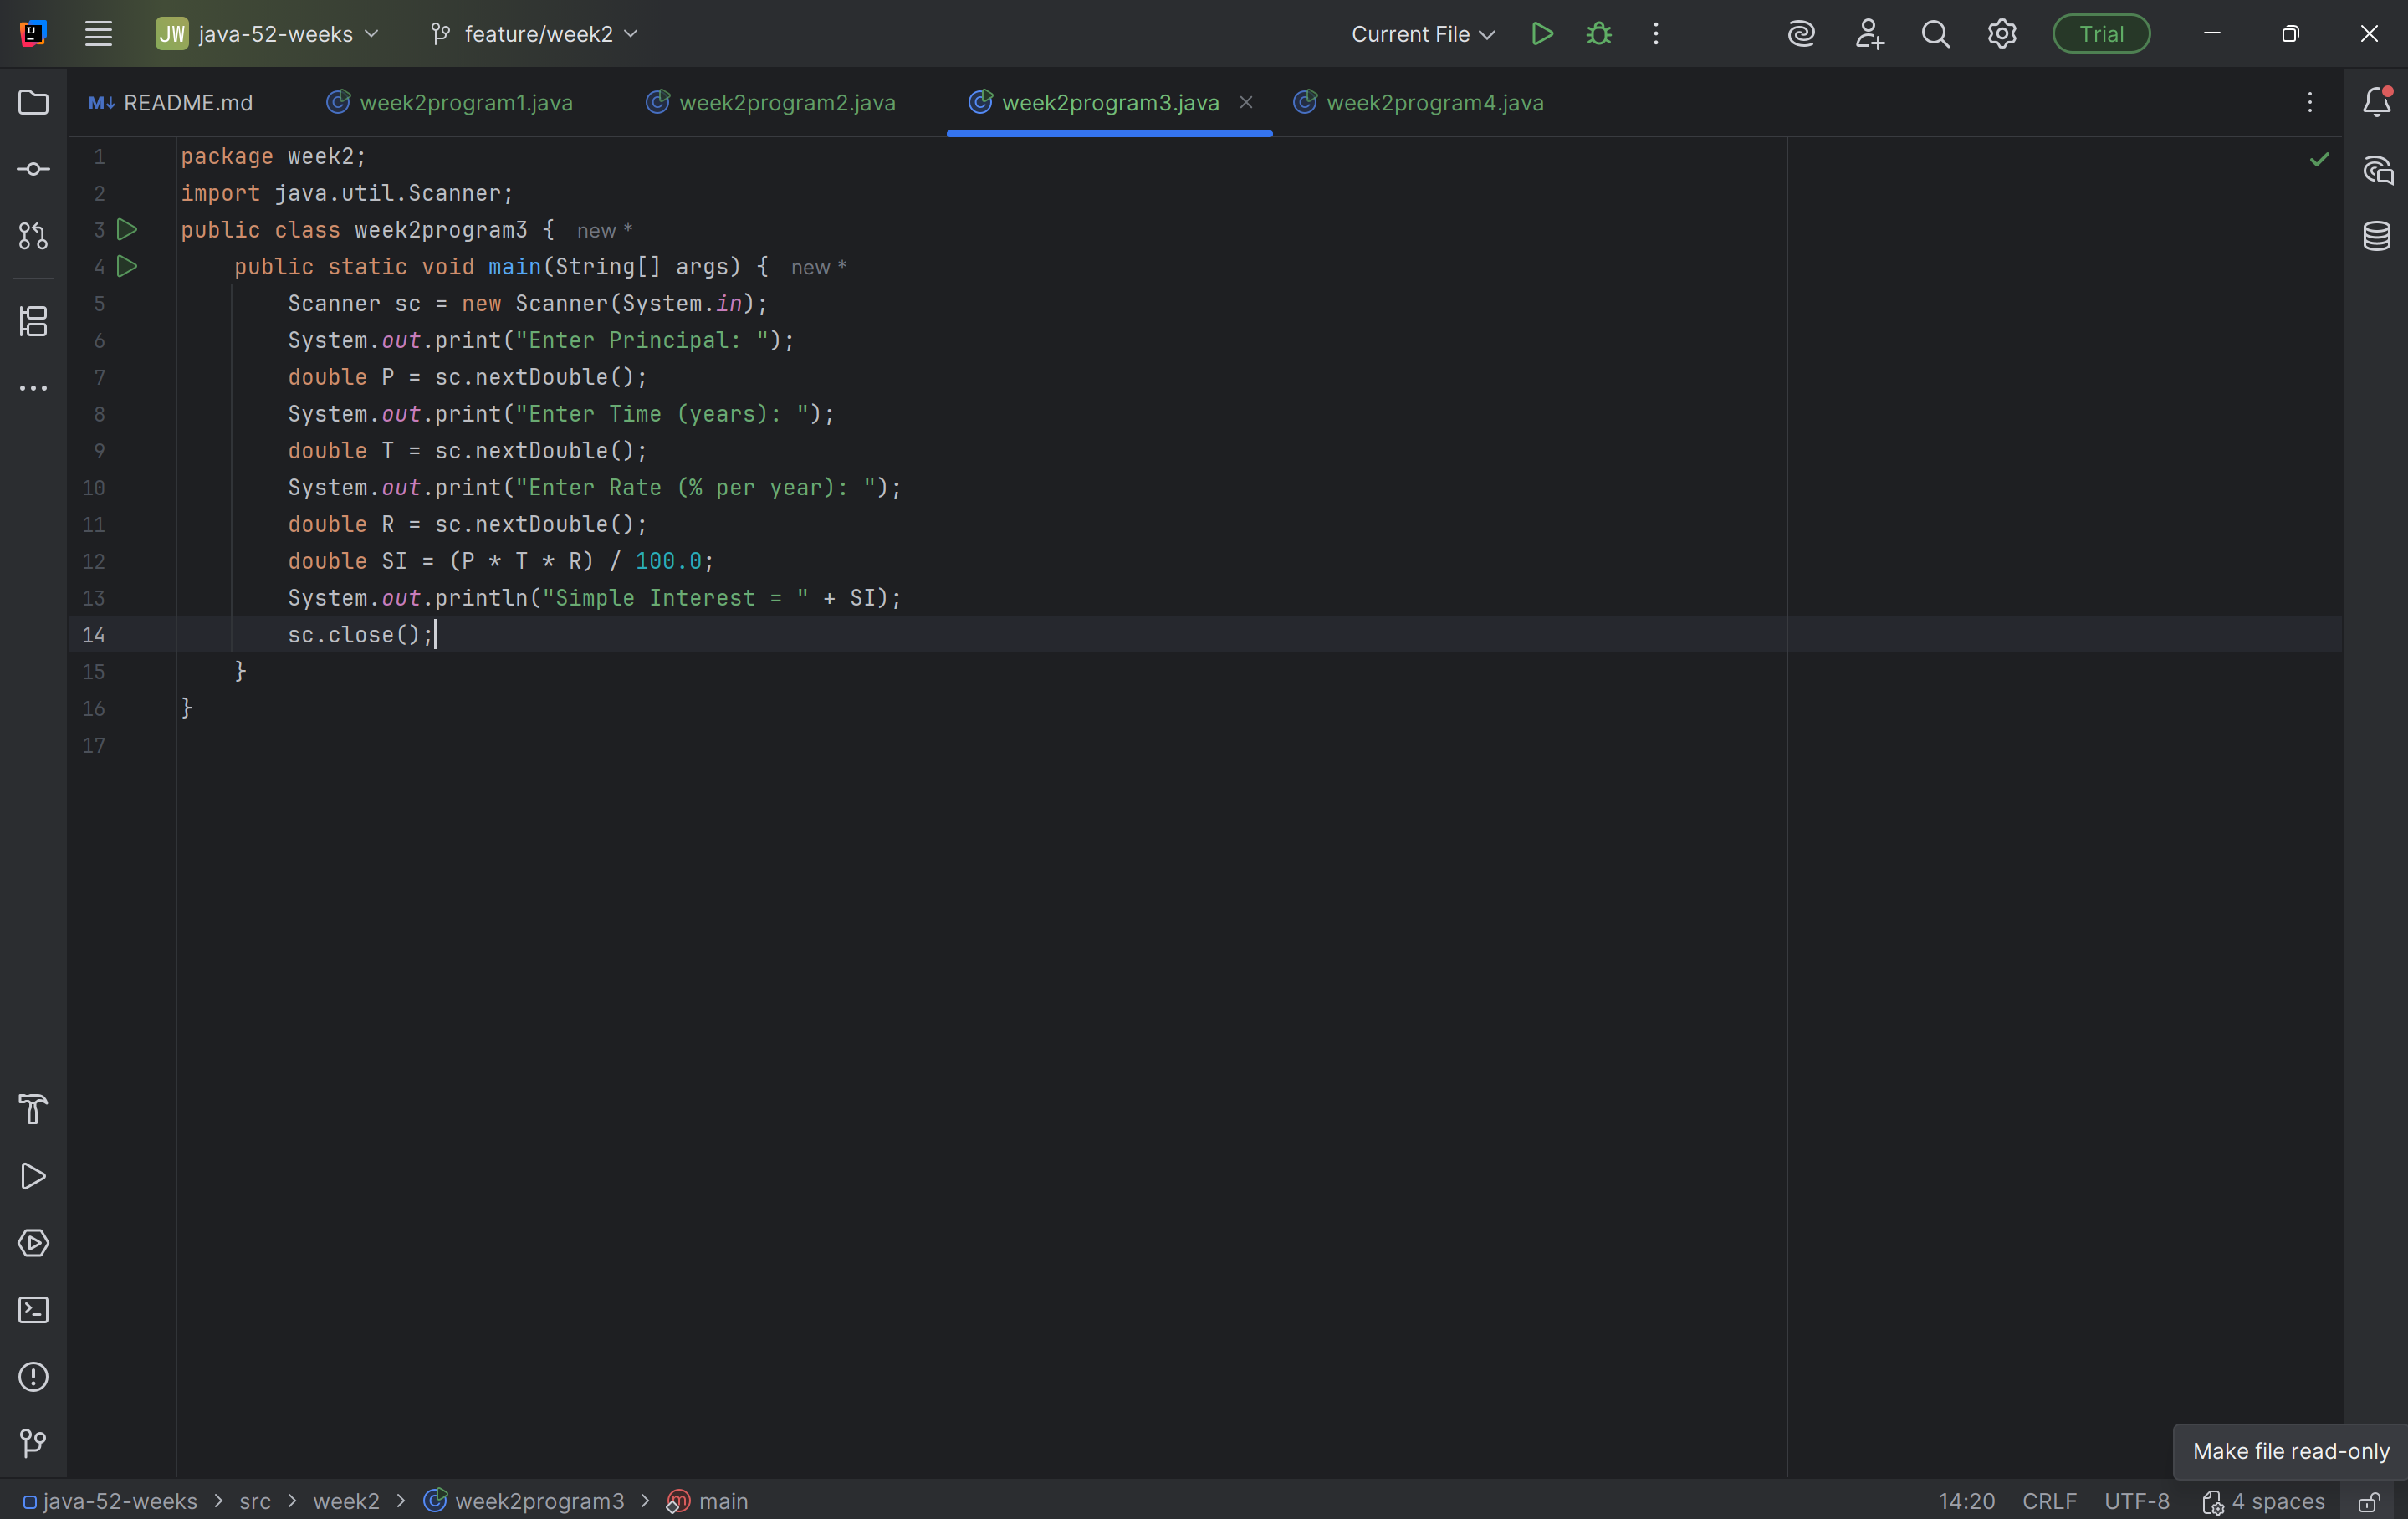 JW java-52-weeks feature/week2 Current File Trial
M↓ README.md week2program1.java week2program2.java week2program3.java week2program4.java
1 package week2;
2 import java.util.Scanner;
3 public class week2program3 { new *
4 public static void main(String[] args) { new *
5 Scanner sc = new Scanner(System.in);
6 System.out.print("Enter Principal: ");
7 double P = sc.nextDouble();
8 System.out.print("Enter Time (years): ");
9 double T = sc.nextDouble();
10 System.out.print("Enter Rate (% per year): ");
11 double R = sc.nextDouble();
12 double SI = (P * T * R) / 100.0;
13 System.out.println("Simple Interest = " + SI);
14 sc.close();
15 }
16 }
17
Make file read-only
java-52-weeks > src > week2 > week2program3 > main 14:20 CRLF UTF-8 4 spaces